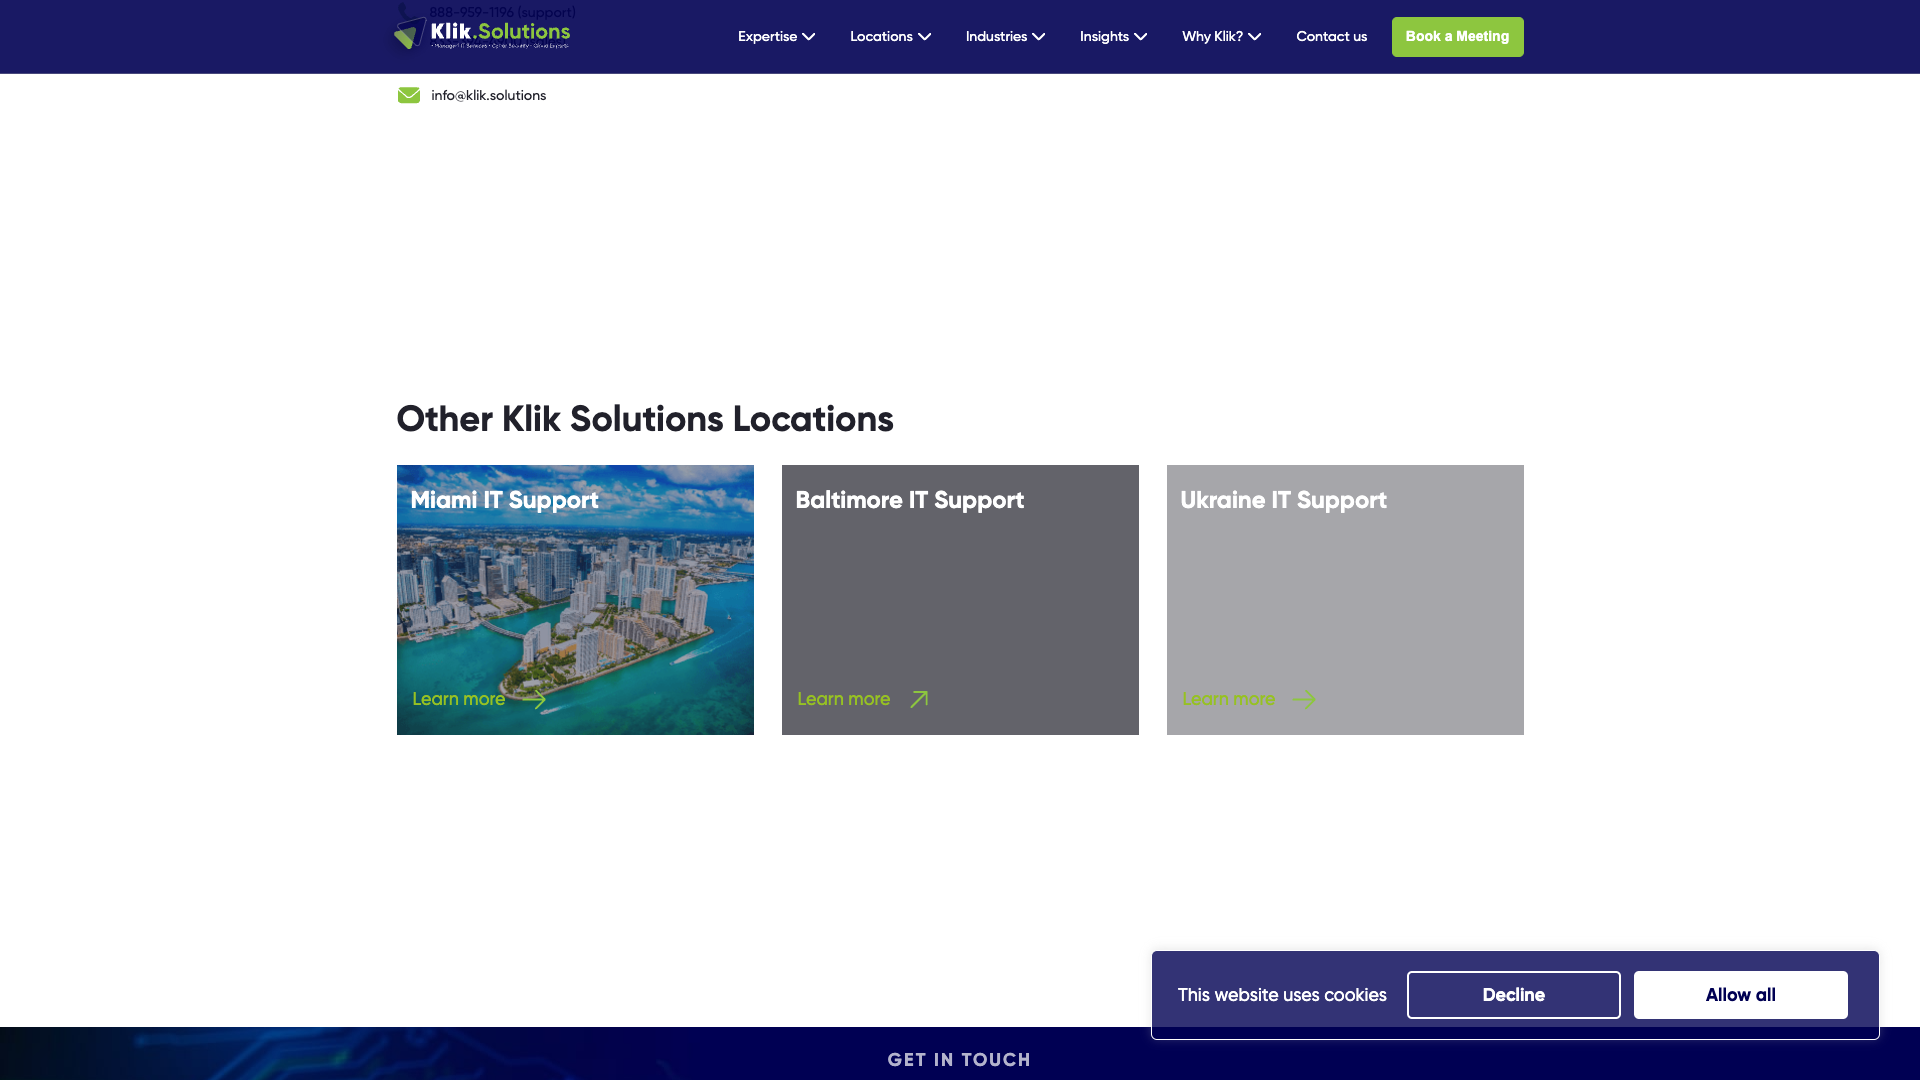 888-959-1196 (support)
Klik.Solutions
• Managed IT Services • Cyber Security • Cloud Experts
Expertise
Locations
Industries
Insights
Why Klik?
Contact us
Book a Meeting
info@klik.solutions
Other Klik Solutions Locations
Miami IT Support
Baltimore IT Support
Ukraine IT Support
Learn more
Learn more
Learn more
This website uses cookies
Decline
Allow all
GET IN TOUCH